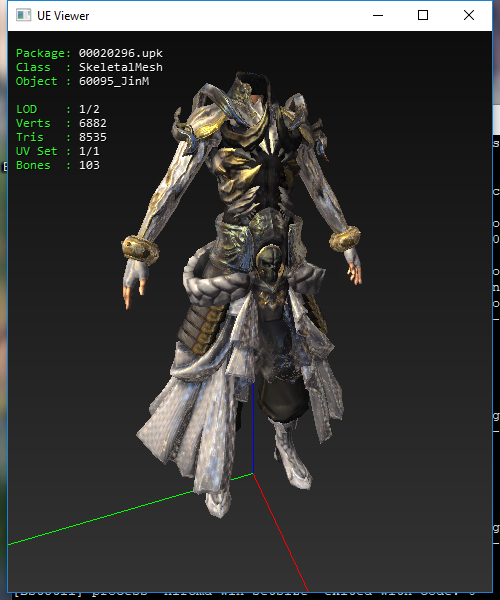 UE Viewer
Package: 00020296.upk
Class : SkeletalMesh
Object : 60095_JinM
LOD : 1/2
Verts : 6882
Tris : 8535
UV Set : 1/1
Bones : 103